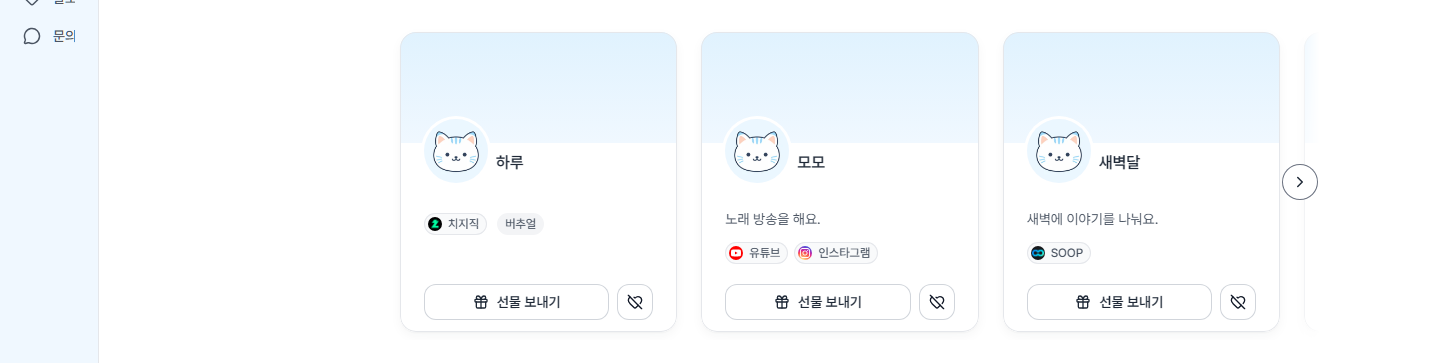 문의
하루
치지직 버추얼
선물 보내기
모모
노래 방송을 해요.
유튜브 인스타그램
선물 보내기
새벽달
새벽에 이야기를 나눠요.
SOOP
선물 보내기